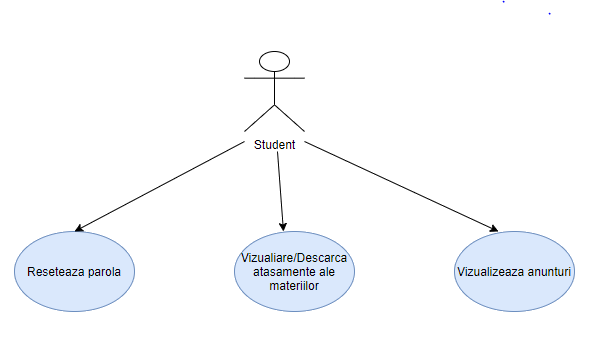 Student
Reseteaza parola
Vizualiare/Descarca
atasamente ale
materiilor
Vizualizeaza anunturi